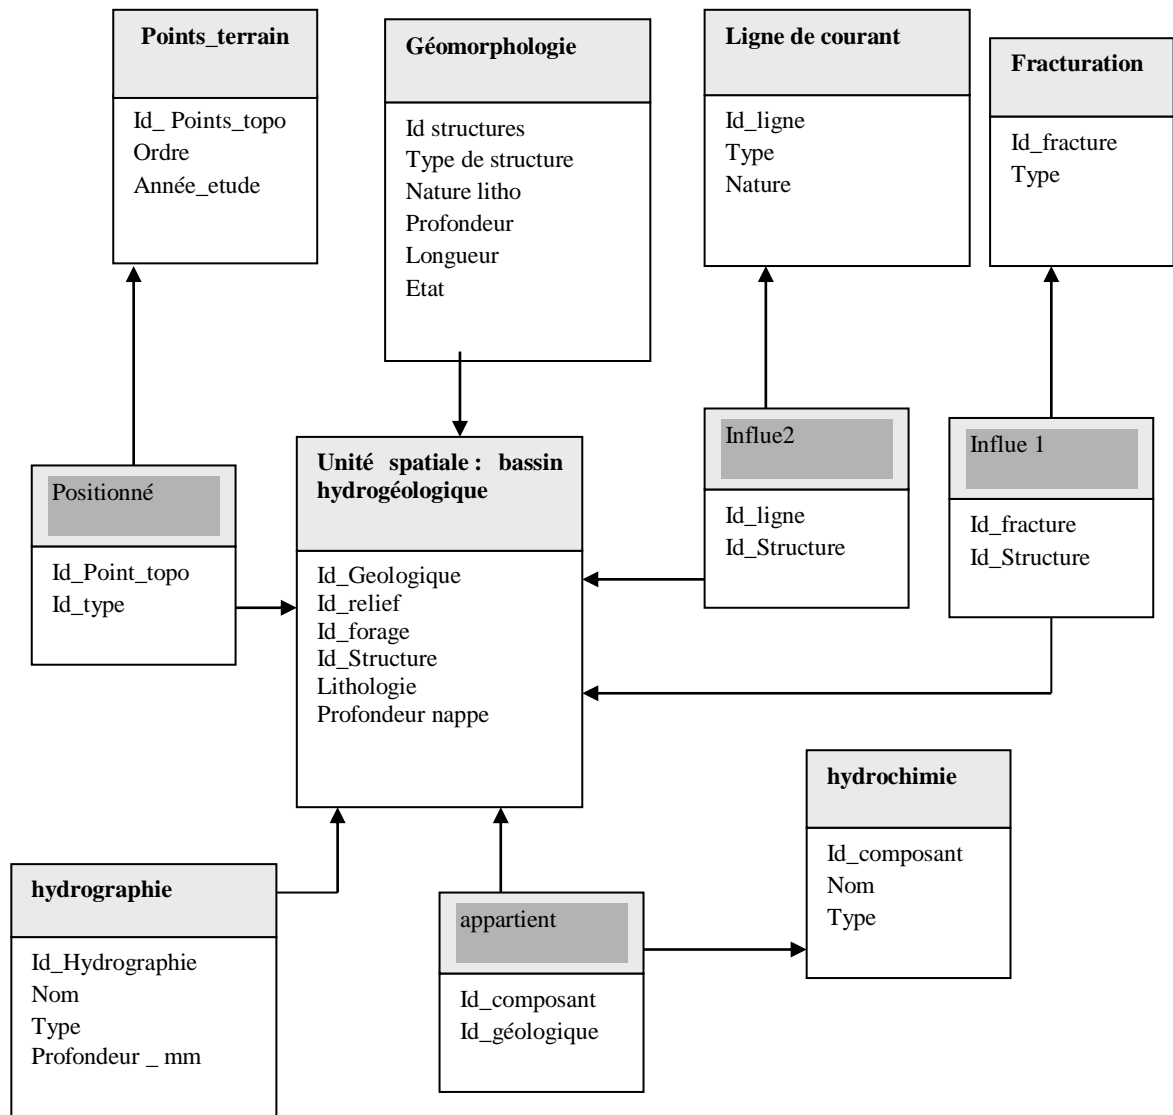 Points_terrain
Id_ Points_topo
Ordre
Année_etude
Géomorphologie
Id structures
Type de structure
Nature litho
Profondeur
Longueur
Etat
Ligne de courant
Id_ligne
Type
Nature
Fracturation
Id_fracture
Type
Positionné
Id_Point_topo
Id_type
Unité spatiale : bassin
hydrogéologique
Id_Geologique
Id_relief
Id_forage
Id_Structure
Lithologie
Profondeur nappe
Influe2
Id_ligne
Id_Structure
Influe 1
Id_fracture
Id_Structure
hydrographie
Id_Hydrographie
Nom
Type
Profondeur _ mm
appartient
Id_composant
Id_géologique
hydrochimie
Id_composant
Nom
Type